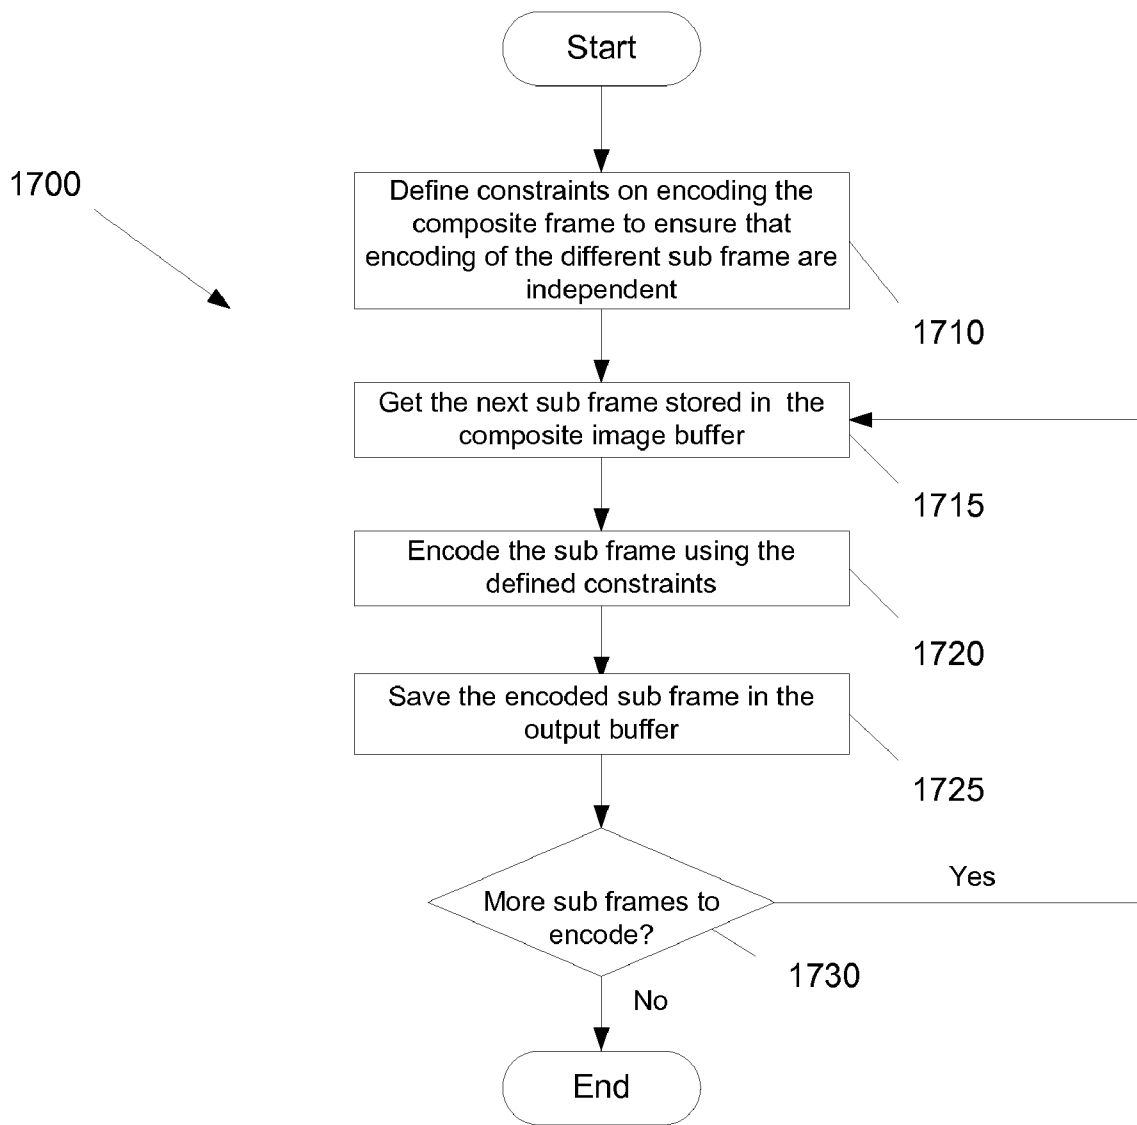 Start
1700
Define constraints on encoding the
composite frame to ensure that
encoding of the different sub frame are
independent
1710
Get the next sub frame stored in  the
composite image buffer
1715
Encode the sub frame using the
defined constraints
1720
Save the encoded sub frame in the
output buffer
1725
Yes
More sub frames to
encode?
1730
No
End